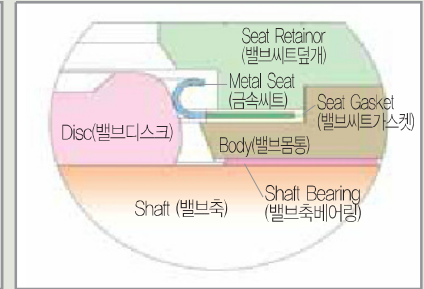 Seat Retainor
(밸브씨트덮개)
Metal Seat
(금속씨트)
Seat Gasket
(밸브씨트가스켓)
Disc(밸브디스크)
Body(밸브몸통)
Shaft (밸브축)
Shaft Bearing
(밸브축베어링)